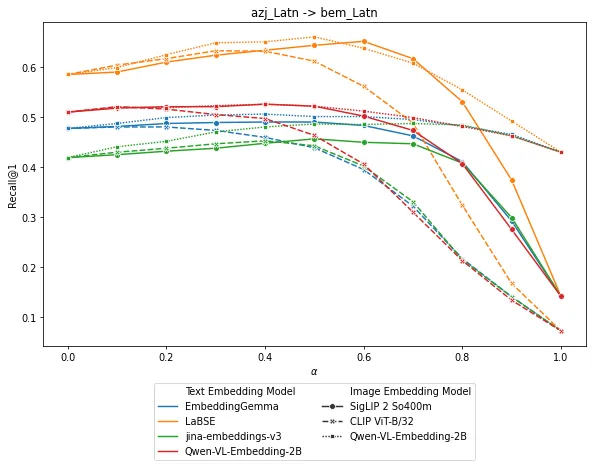 azj_Latn -> bem_Latn
Recall@1
0.6
0.5
0.4
0.3
0.2
0.1
0.0
0.2
0.4
0.6
0.8
1.0
α
Text Embedding Model
EmbeddingGemma
LaBSE
jina-embeddings-v3
Qwen-VL-Embedding-2B
Image Embedding Model
SigLIP 2 So400m
CLIP ViT-B/32
Qwen-VL-Embedding-2B